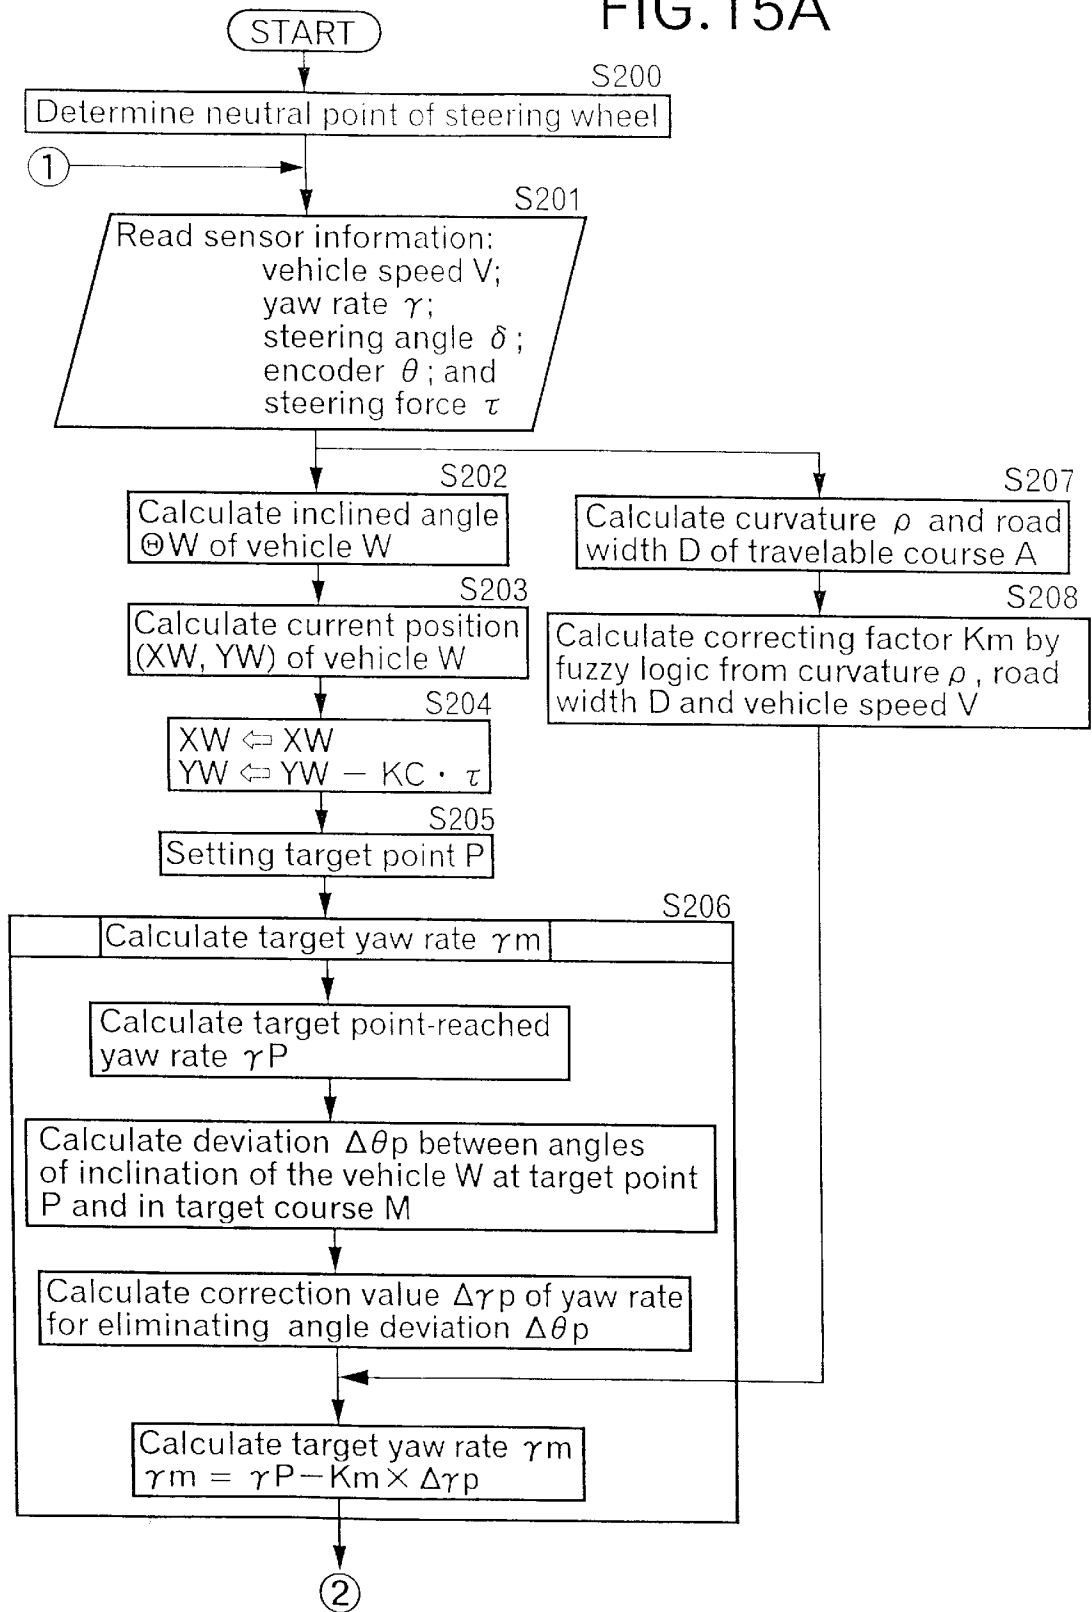 FIG. 15A
START
S200
Determine neutral point of steering wheel
①
S201
Read sensor information:
vehicle speed V;
yaw rate γ;
steering angle δ;
encoder θ; and
steering force τ
S202
Calculate inclined angle
ΘW of vehicle W
S203
Calculate current position
(XW, YW) of vehicle W
S204
XW ⇦ XW
YW ⇦ YW − KC · τ
S205
Setting target point P
S207
Calculate curvature ρ and road
width D of travelable course A
S208
Calculate correcting factor Km by
fuzzy logic from curvature ρ, road
width D and vehicle speed V
S206
Calculate target yaw rate γm
Calculate target point-reached
yaw rate γP
Calculate deviation Δθp between angles
of inclination of the vehicle W at target point
P and in target course M
Calculate correction value Δγp of yaw rate
for eliminating angle deviation Δθp
Calculate target yaw rate γm
γm = γP−Km × Δγp
②